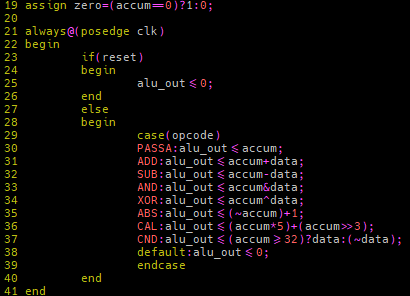 19 assign zero=(accum==0)?1:0;
20
21 always@(posedge clk)
22 begin
23 if(reset)
24 begin
25 alu_out<=0;
26 end
27 else
28 begin
29 case(opcode)
30 PASSA:alu_out<=accum;
31 ADD:alu_out<=accum+data;
32 SUB:alu_out<=accum-data;
33 AND:alu_out<=accum&data;
34 XOR:alu_out<=accum^data;
35 ABS:alu_out<=(~accum)+1;
36 CAL:alu_out<=(accum*5)+(accum>>3);
37 CND:alu_out<=(accum>=32)?data:(~data);
38 default:alu_out<=0;
39 endcase
40 end
41 end